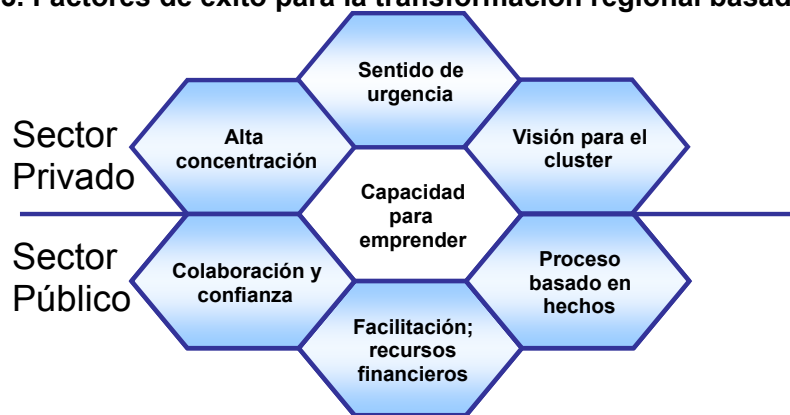 3. Factores de éxito para la transformación regional basad
Sentido de
urgencia
Sector
Privado
Alta
concentración
Visión para el
cluster
Capacidad
para
emprender
Sector
Público
Colaboración y
confianza
Proceso
basado en
hechos
Facilitación;
recursos
financieros